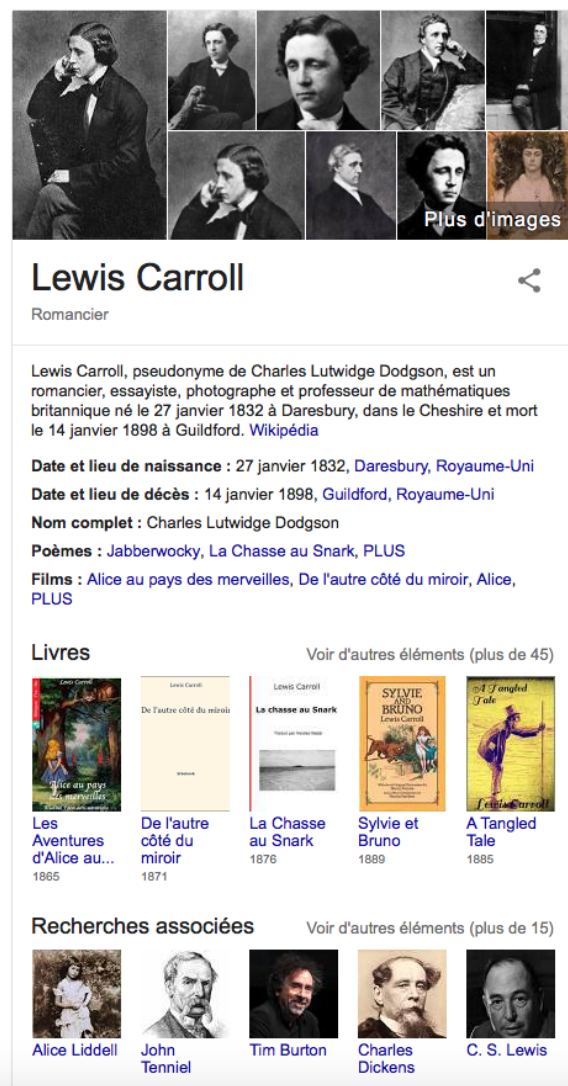 Plus d'images
Lewis Carroll
Romancier
Lewis Carroll, pseudonyme de Charles Lutwidge Dodgson, est un
romancier, essayiste, photographe et professeur de mathématiques
britannique né le 27 janvier 1832 à Daresbury, dans le Cheshire et mort
le 14 janvier 1898 à Guildford. Wikipédia
Date et lieu de naissance : 27 janvier 1832, Daresbury, Royaume-Uni
Date et lieu de décès : 14 janvier 1898, Guildford, Royaume-Uni
Nom complet : Charles Lutwidge Dodgson
Poèmes : Jabberwocky, La Chasse au Snark, PLUS
Films : Alice au pays des merveilles, De l'autre côté du miroir, Alice,
PLUS
Livres
Voir d'autres éléments (plus de 45)
Lewis Carroll
Alice au pays
des merveilles
Lewis Carroll
De l'autre côté du miroir
Lewis Carroll
La chasse au Snark
SYLVIE
AND
BRUNO
Lewis Carroll
A Tangled
Tale
Lewis Carroll
Les
Aventures
d'Alice au...
1865
De l'autre
côté du
miroir
1871
La Chasse
au Snark
1876
Sylvie et
Bruno
1889
A Tangled
Tale
1885
Recherches associées
Voir d'autres éléments (plus de 15)
Alice Liddell
John
Tenniel
Tim Burton
Charles
Dickens
C. S. Lewis